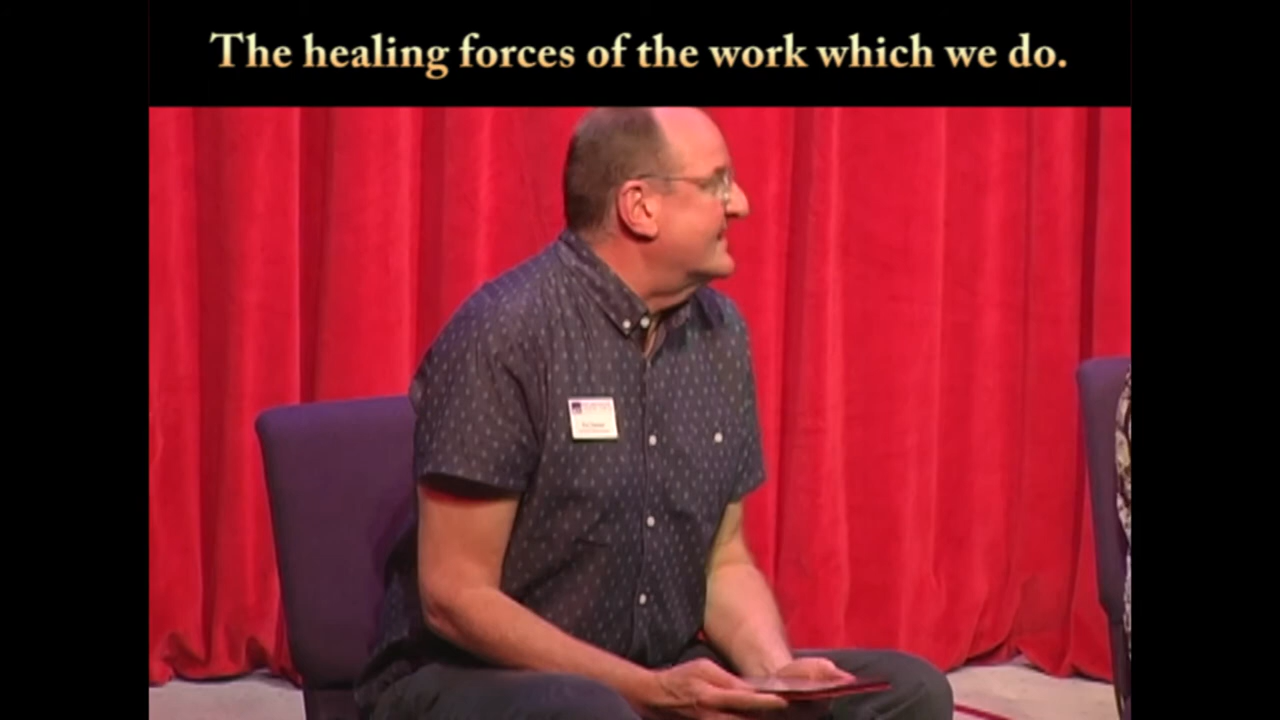 The healing forces of the work which we do.